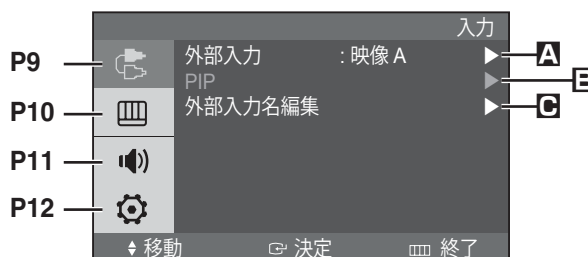 入力
P9
外部入力 : 映像 A
A
PIP
P10
外部入力名編集
C
P11
P12
移動 決定 終了